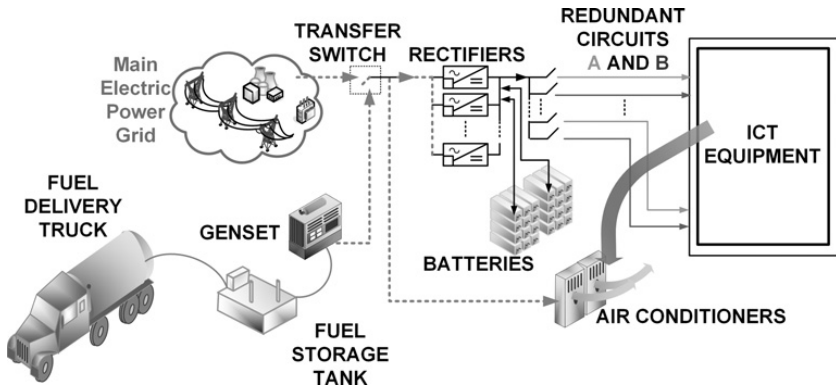 TRANSFER
SWITCH
RECTIFIERS
REDUNDANT
CIRCUITS
A AND B
Main
Electric
Power
Grid
ICT
EQUIPMENT
FUEL
DELIVERY
TRUCK
GENSET
BATTERIES
AIR CONDITIONERS
FUEL
STORAGE
TANK